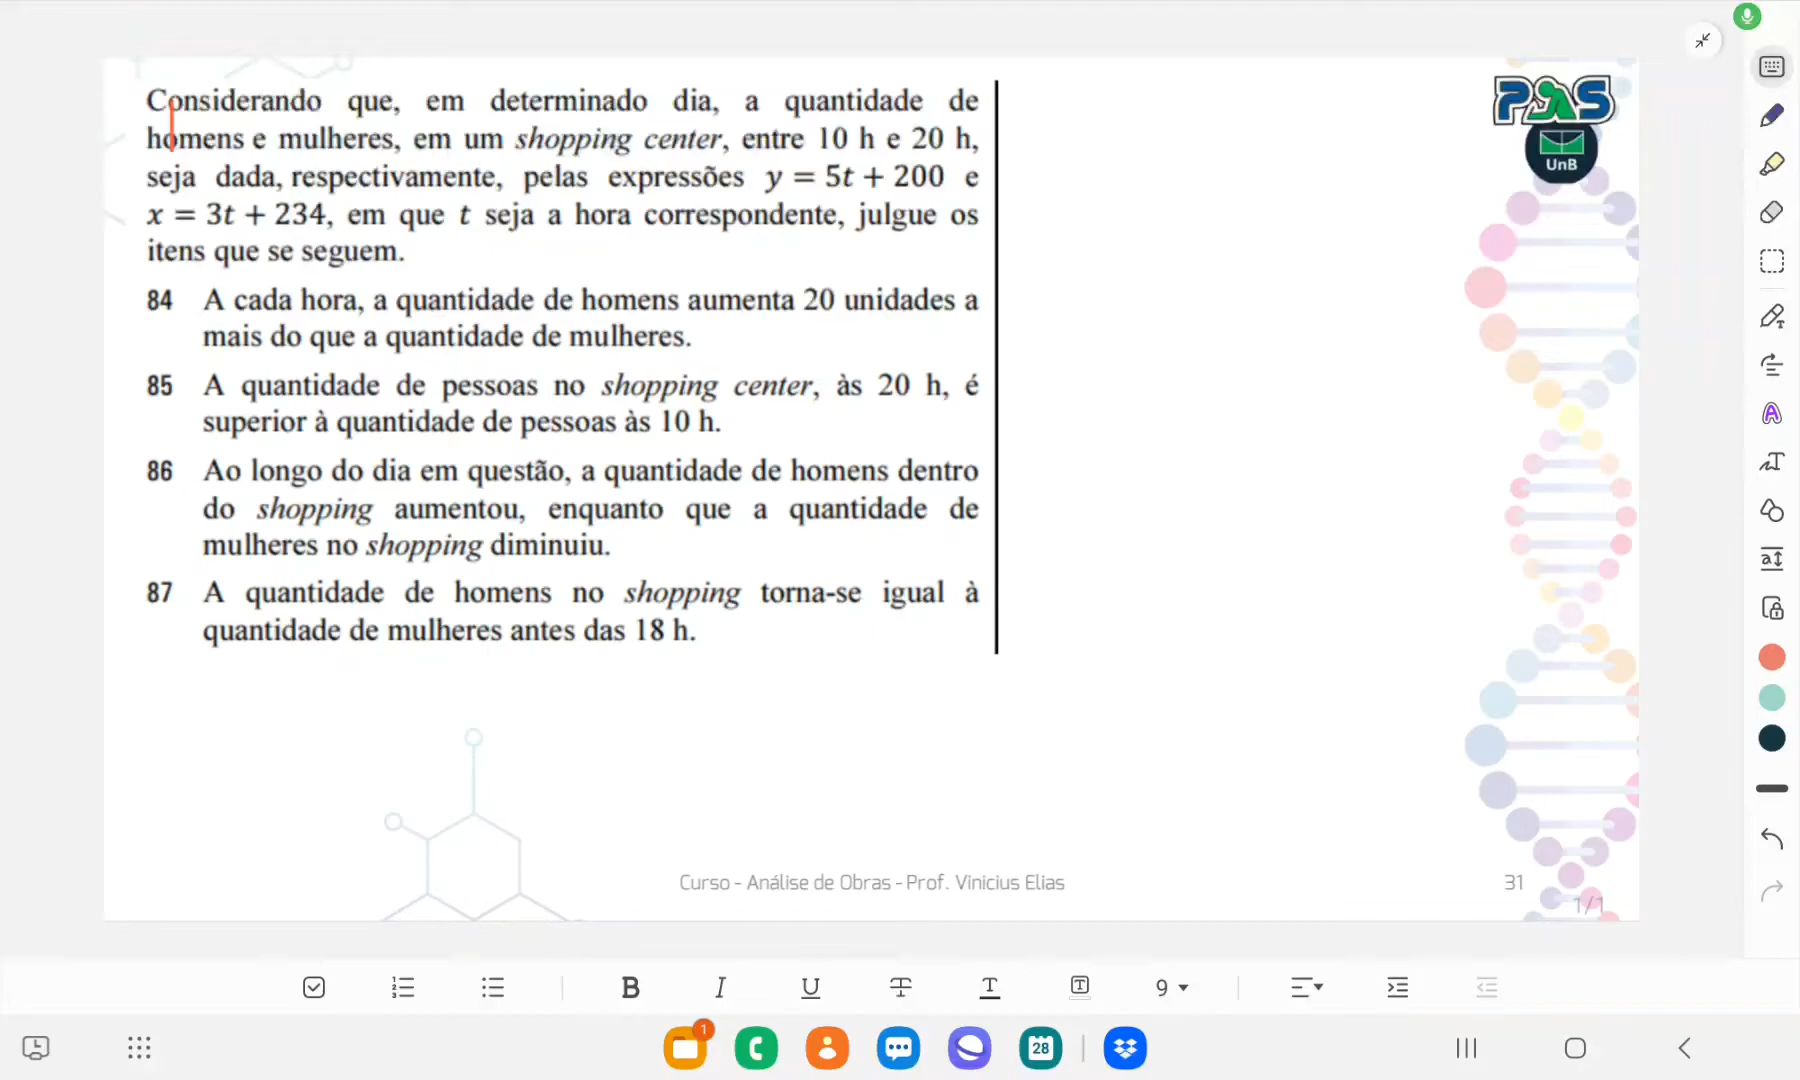 Considerando que, em determinado dia, a quantidade de
homens e mulheres, em um shopping center, entre 10 h e 20 h,
seja dada, respectivamente, pelas expressões y = 5t + 200 e
x = 3t + 234, em que t seja a hora correspondente, julgue os
itens que se seguem.
84 A cada hora, a quantidade de homens aumenta 20 unidades a
mais do que a quantidade de mulheres.
85 A quantidade de pessoas no shopping center, às 20 h, é
superior à quantidade de pessoas às 10 h.
86 Ao longo do dia em questão, a quantidade de homens dentro
do shopping aumentou, enquanto que a quantidade de
mulheres no shopping diminuiu.
87 A quantidade de homens no shopping torna-se igual à
quantidade de mulheres antes das 18 h.
PAS
UnB
Curso - Análise de Obras - Prof. Vinicius Elias
31
1/1
B I U T T T 9
1
28